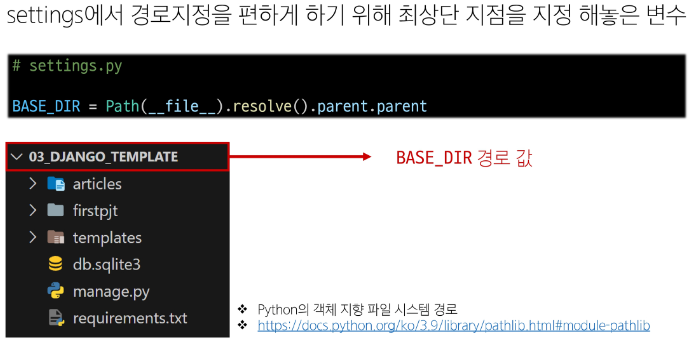 settings에서 경로지정을 편하게 하기 위해 최상단 지점을 지정 해놓은 변수
# settings.py
BASE_DIR = Path(__file__).resolve().parent.parent
03_DJANGO_TEMPLATE
BASE_DIR 경로 값
articles
firstpjt
templates
db.sqlite3
manage.py
requirements.txt
❖ Python의 객체 지향 파일 시스템 경로
❖ https://docs.python.org/ko/3.9/library/pathlib.html#module-pathlib